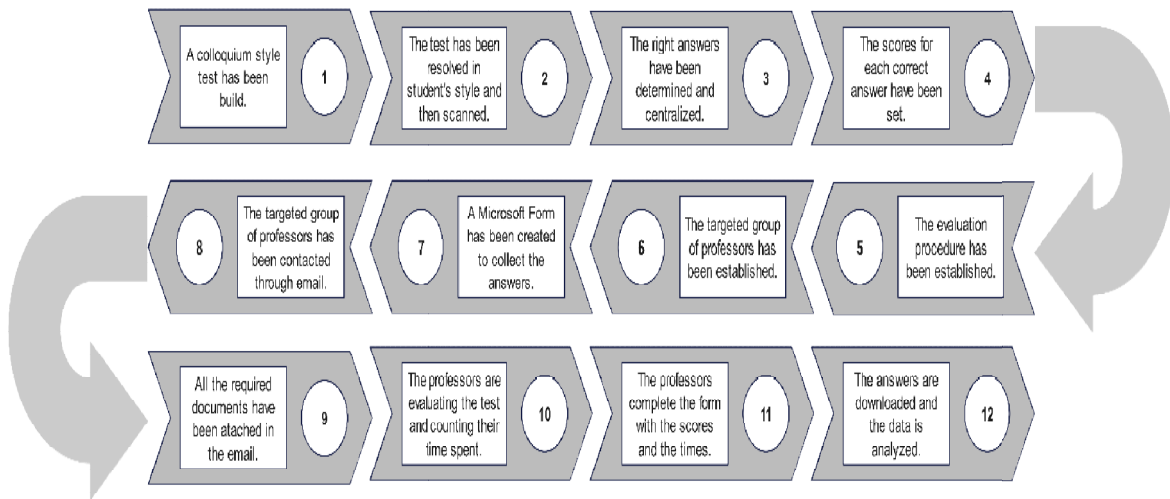 A colloquium style
test has been
build.
1
The test has been
resolved in
student's style and
then scanned.
2
The right answers
have been
determined and
centralized.
3
The scores for
each correct
answer have been
set.
4
The evaluation
procedure has
been established.
5
The targeted group
of professors has
been established.
6
A Microsoft Form
has been created
to collect the
answers.
7
The targeted group
of professors has
been contacted
through email.
8
All the required
documents have
been atached in
the email.
9
The professors are
evaluating the test
and counting their
time spent.
10
The professors
complete the form
with the scores
and the times.
11
The answers are
downloaded and
the data is
analyzed.
12